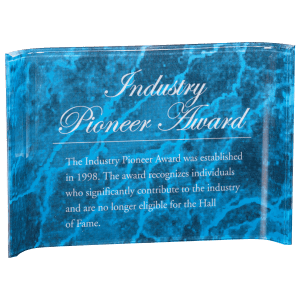 Industry
Pioneer Award
The Industry Pioneer Award was established
in 1998. The award recognizes individuals
who significantly contribute to the industry
and are no longer eligible for the Hall
of Fame.